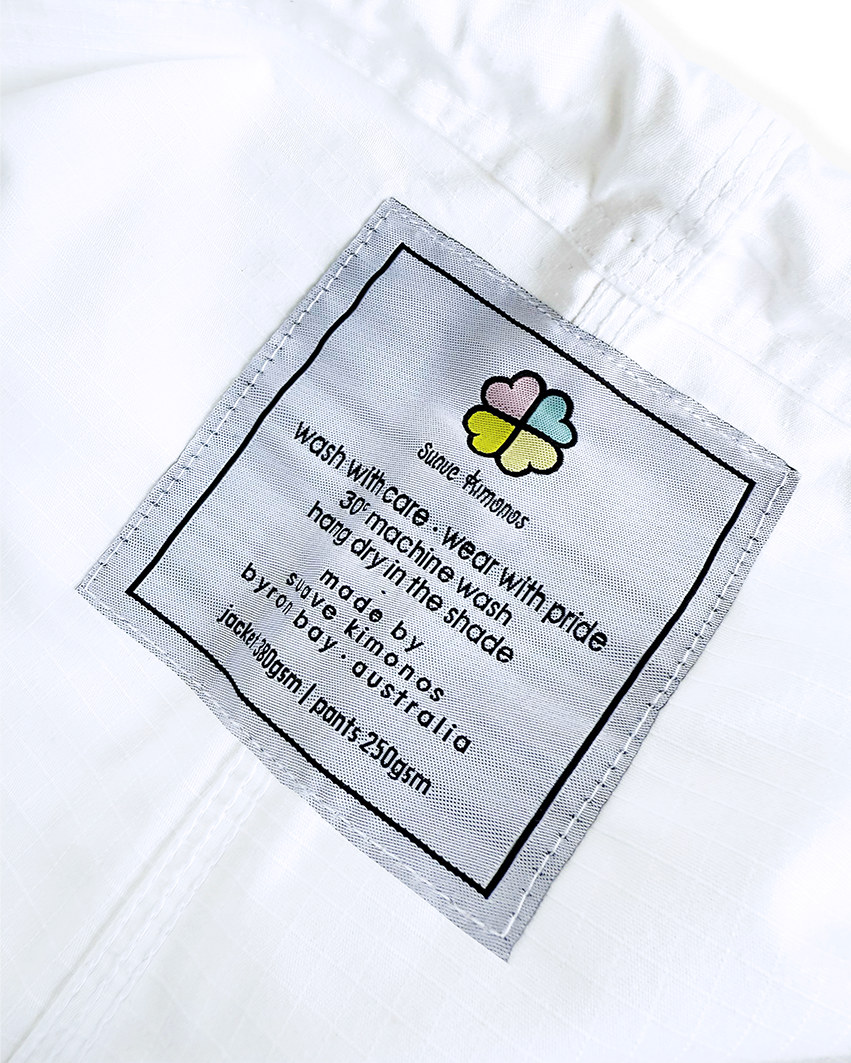 suave kimonos
wash with care · wear with pride
30° machine wash
hang dry in the shade
-
made by
suave kimonos
byron bay · australia
jacket 380gsm | pants 250gsm